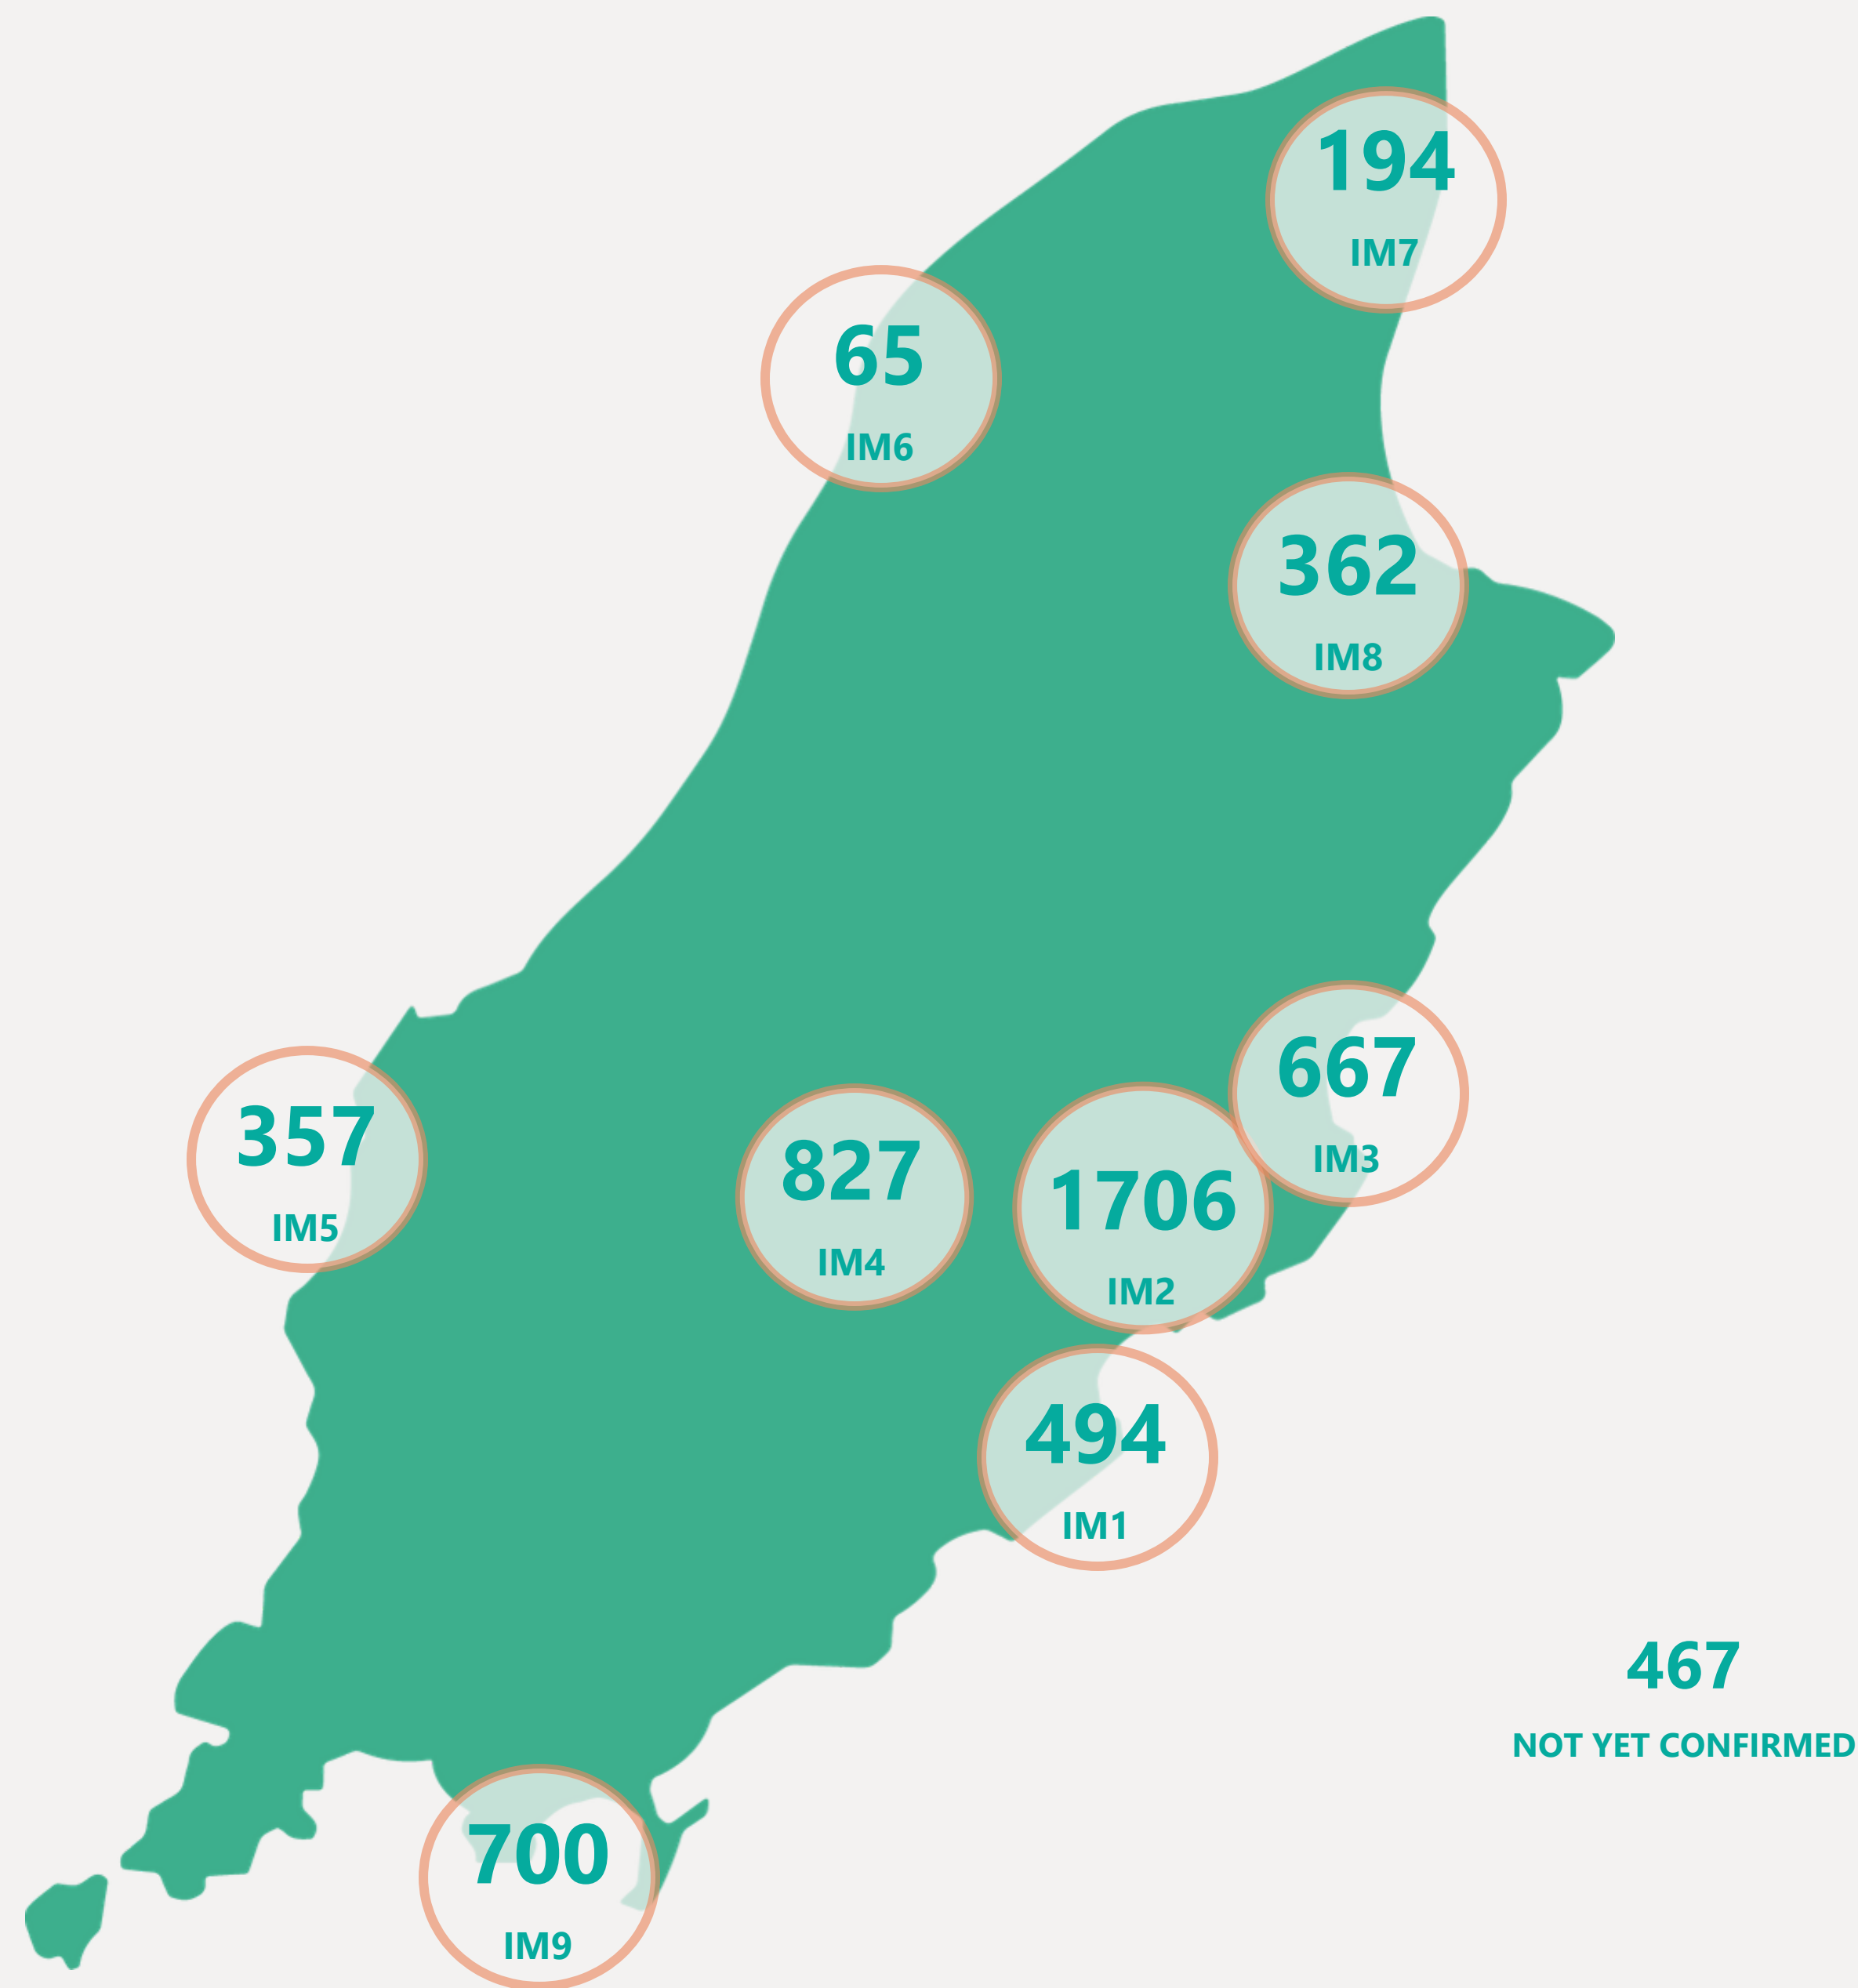 194
IM7
65
IM6
362
IM8
667
IM3
357
IM5
827
IM4
1706
IM2
494
IM1
467
NOT YET CONFIRMED
700
IM9